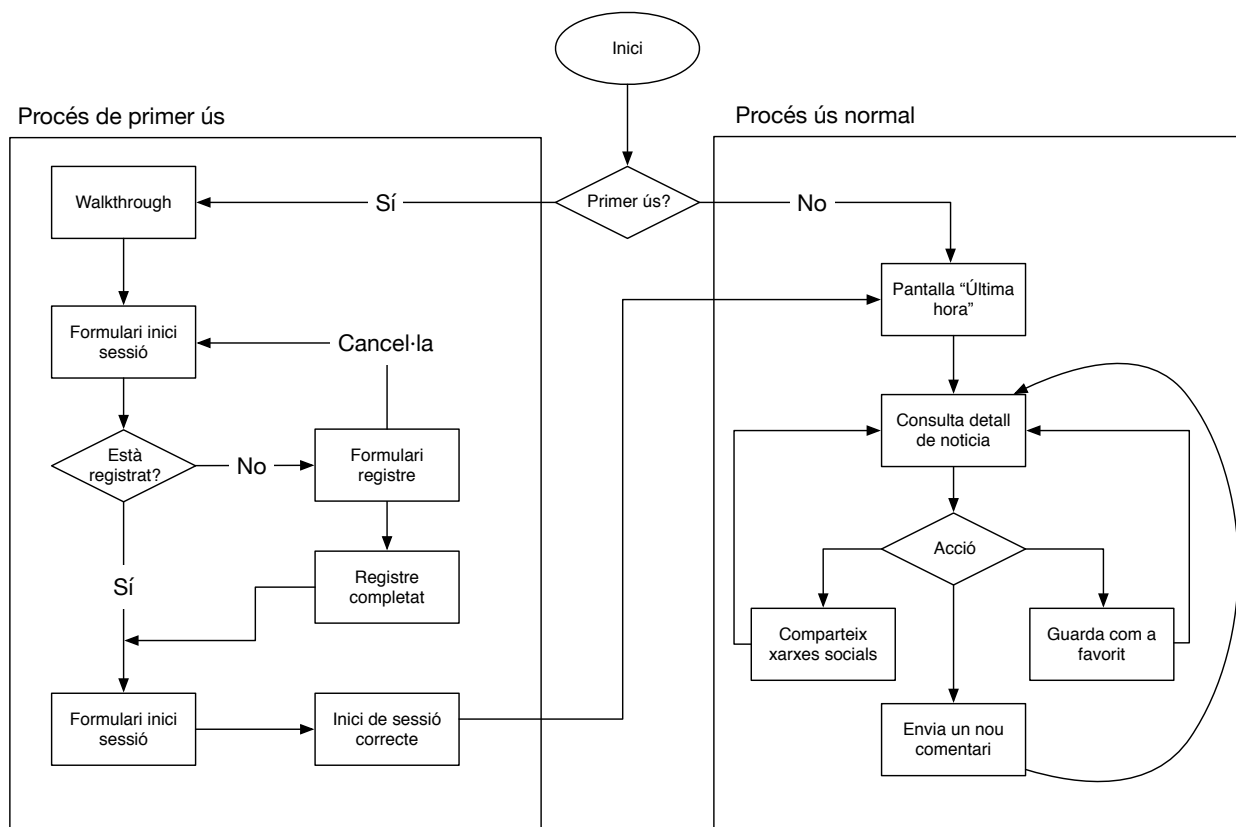 Inici
Procés de primer ús
Procés ús normal
Walkthrough
Sí
Primer ús?
No
Pantalla “Última
hora”
Formulari inici
sessió
Cancel·la
Consulta detall
de noticia
Està
registrat?
No
Formulari
registre
Acció
Sí
Registre
completat
Comparteix
xarxes socials
Guarda com a
favorit
Formulari inici
sessió
Inici de sessió
correcte
Envia un nou
comentari